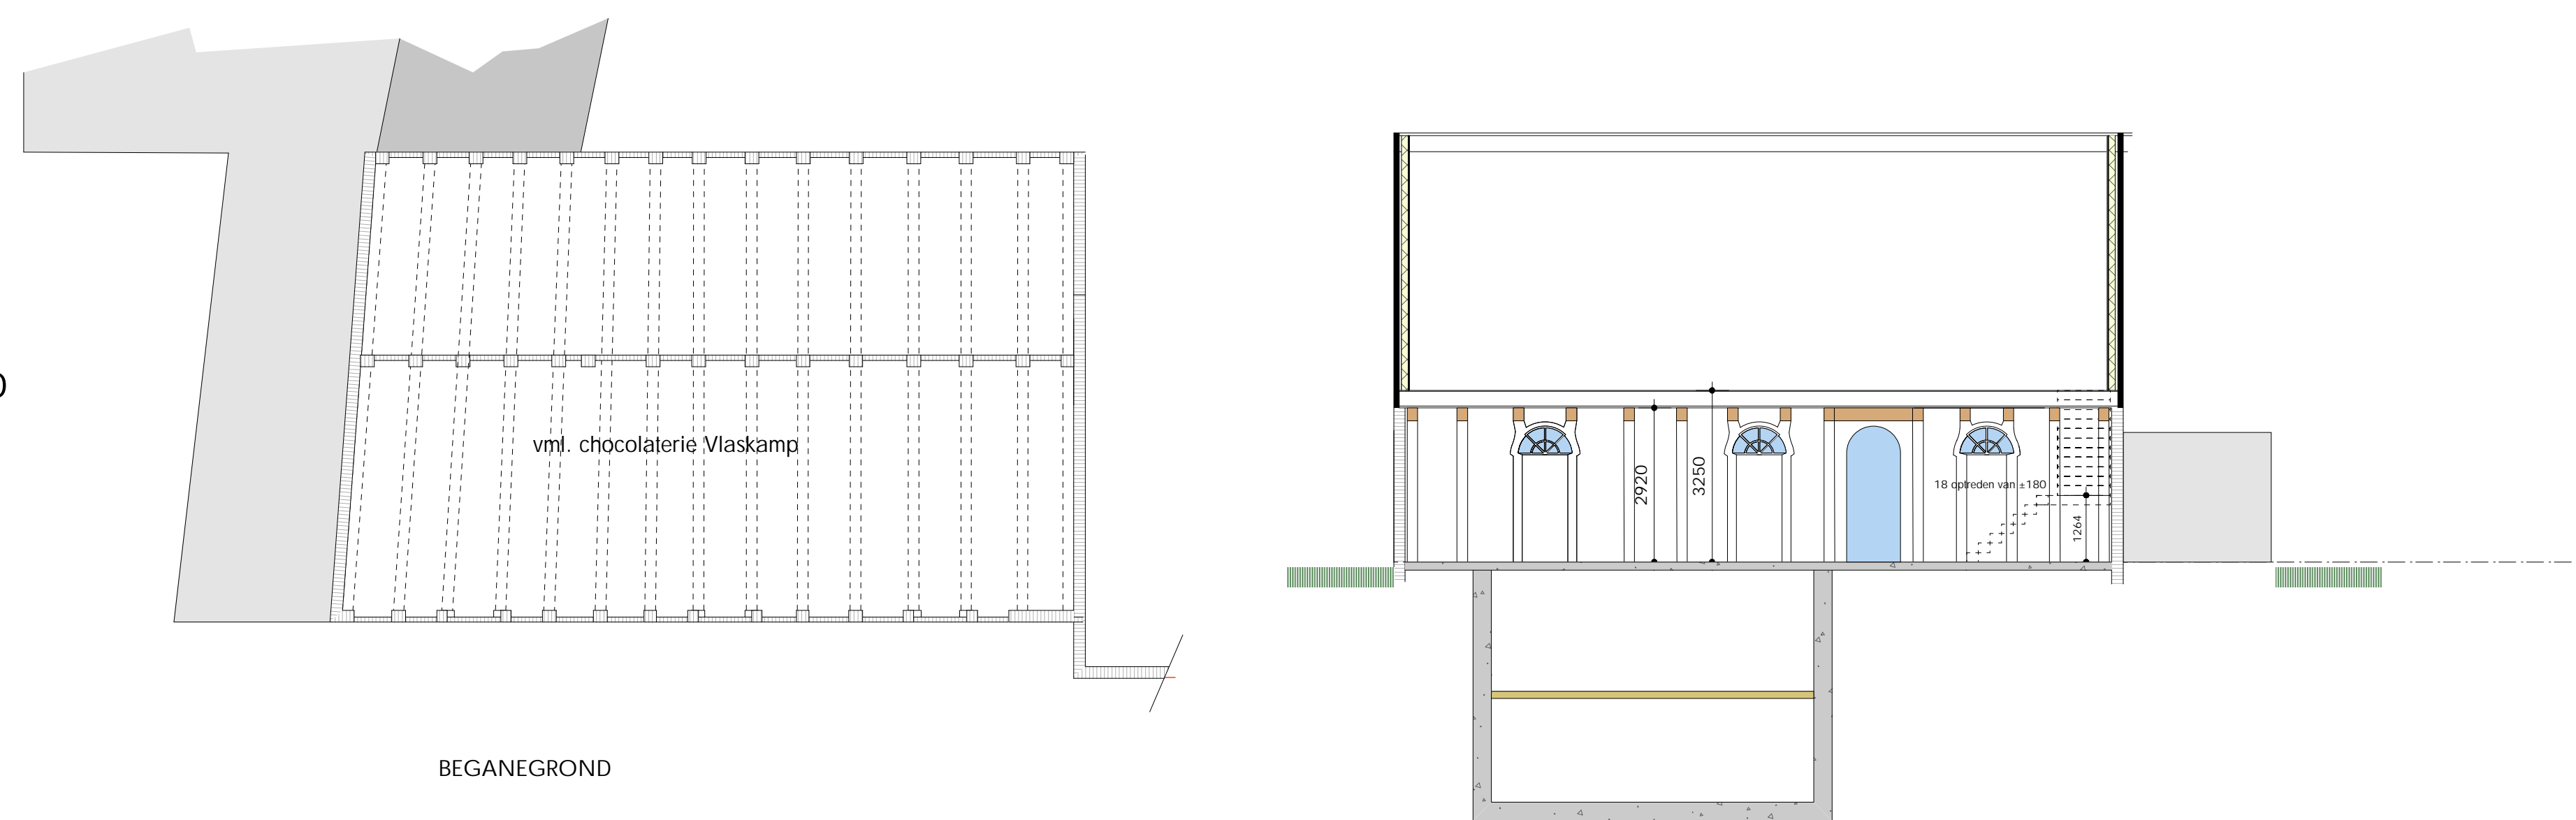 vml. chocolaterie Vlaskamp
BEGANEGROND
2920
3250
18 optreden van ±180
1264